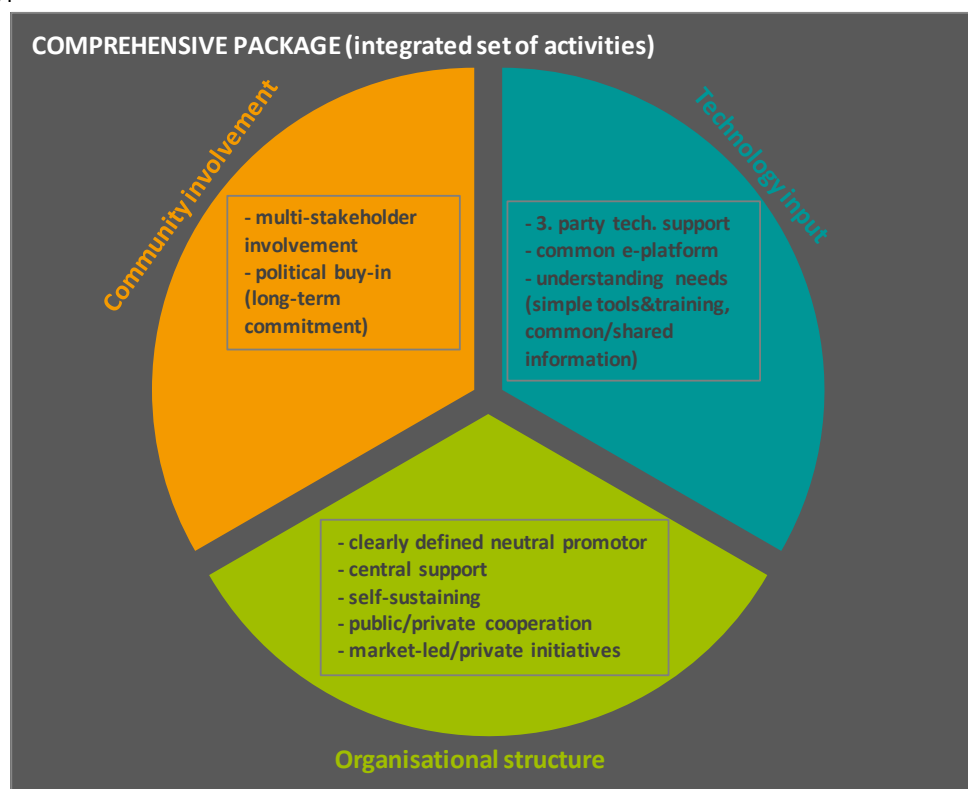 COMPREHENSIVE PACKAGE (integrated set of activities)
Community involvement
- multi-stakeholder
involvement
- political buy-in
(long-term
commitment)
Technology input
- 3. party tech. support
- common e-platform
- understanding needs
(simple tools&training,
common/shared
information)
- clearly defined neutral promotor
- central support
- self-sustaining
- public/private cooperation
- market-led/private initiatives
Organisational structure